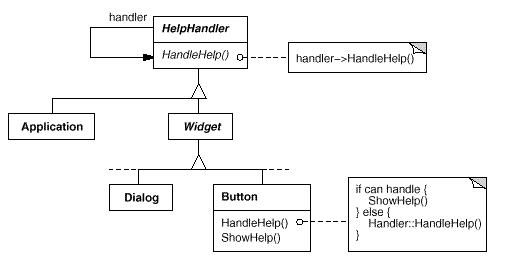 handler
HelpHandler
HandleHelp()
handler->HandleHelp()
Application
Widget
Dialog
Button
HandleHelp()
ShowHelp()
if can handle {
ShowHelp()
} else {
Handler::HandleHelp()
}